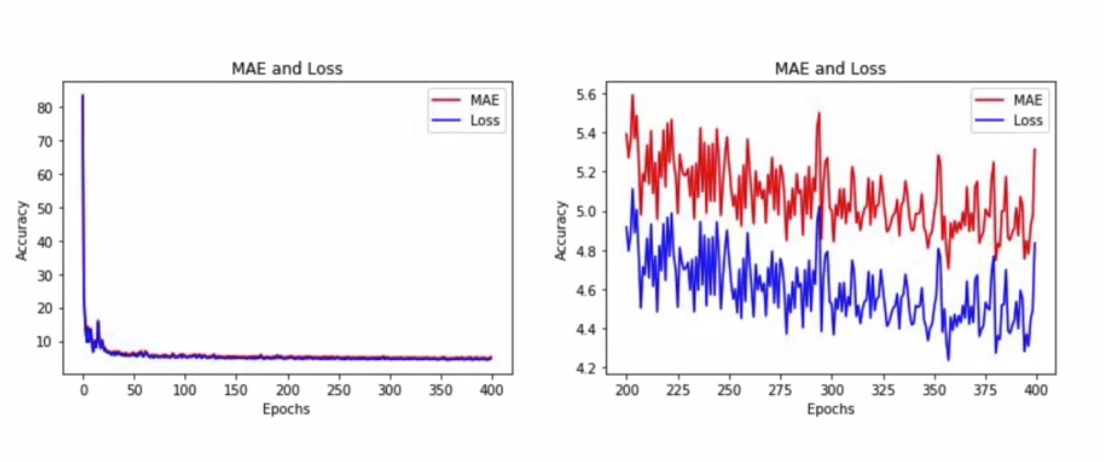 MAE and Loss
MAE
Loss
80
70
60
50
40
30
20
10
Accuracy
0 50 100 150 200 250 300 350 400
Epochs
MAE and Loss
MAE
Loss
5.6
5.4
5.2
5.0
4.8
4.6
4.4
4.2
Accuracy
200 225 250 275 300 325 350 375 400
Epochs